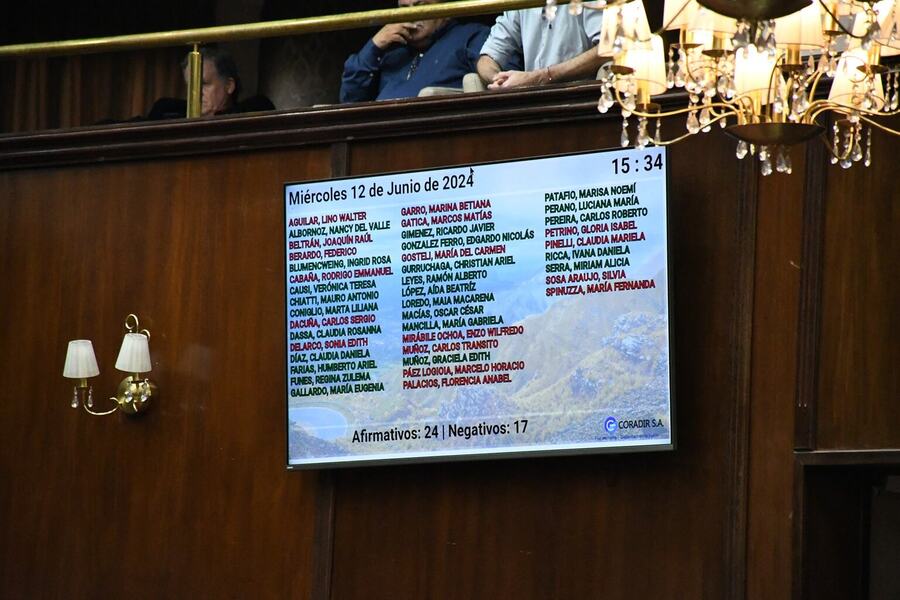 Miércoles 12 de Junio de 2024
15:34
AGUILAR, LINO WALTER
ALBORNOZ, NANCY DEL VALLE
BELTRÁN, JOAQUÍN RAÚL
BERARDO, FEDERICO
BLUMENCWEING, INGRID ROSA
CABAÑA, RODRIGO EMMANUEL
CAUSI, VERÓNICA TERESA
CHIATTI, MAURO ANTONIO
CONIGLIO, MARTA LILIANA
DACUÑA, CARLOS SERGIO
DASSA, CLAUDIA ROSANNA
DELARCO, SONIA EDITH
DÍAZ, CLAUDIA DANIELA
FARIAS, HUMBERTO ARIEL
FUNES, REGINA ZULEMA
GALLARDO, MARÍA EUGENIA
GARRO, MARINA BETIANA
GATICA, MARCOS MATÍAS
GIMENEZ, RICARDO JAVIER
GONZALEZ FERRO, EDGARDO NICOLÁS
GOSTELI, MARÍA DEL CARMEN
GURRUCHAGA, CHRISTIAN ARIEL
LEYES, RAMÓN ALBERTO
LÓPEZ, AÍDA BEATRÍZ
LOREDO, MAIA MACARENA
MACÍAS, OSCAR CÉSAR
MANCILLA, MARÍA GABRIELA
MIRÁBILE OCHOA, ENZO WILFREDO
MUÑOZ, CARLOS TRANSITO
MUÑOZ, GRACIELA EDITH
PÁEZ LOGIOIA, MARCELO HORACIO
PALACIOS, FLORENCIA ANABEL
PATAFIO, MARISA NOEMÍ
PERANO, LUCIANA MARÍA
PEREIRA, CARLOS ROBERTO
PETRINO, GLORIA ISABEL
PINELLI, CLAUDIA MARIELA
RICCA, IVANA DANIELA
SERRA, MIRIAM ALICIA
SOSA ARAUJO, SILVIA
SPINUZZA, MARÍA FERNANDA
Afirmativos: 24 | Negativos: 17
CORADIR S.A.